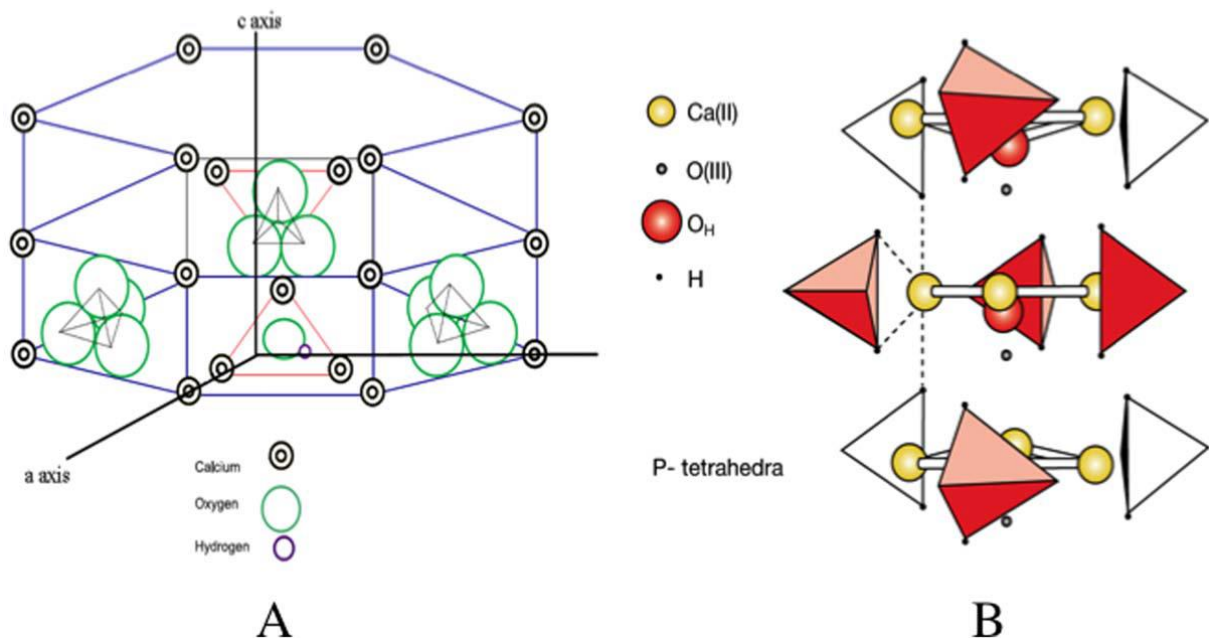 c axis
a axis
Calcium
Oxygen
Hydrogen
A
Ca(II)
O(III)
OH
H
P- tetrahedra
B